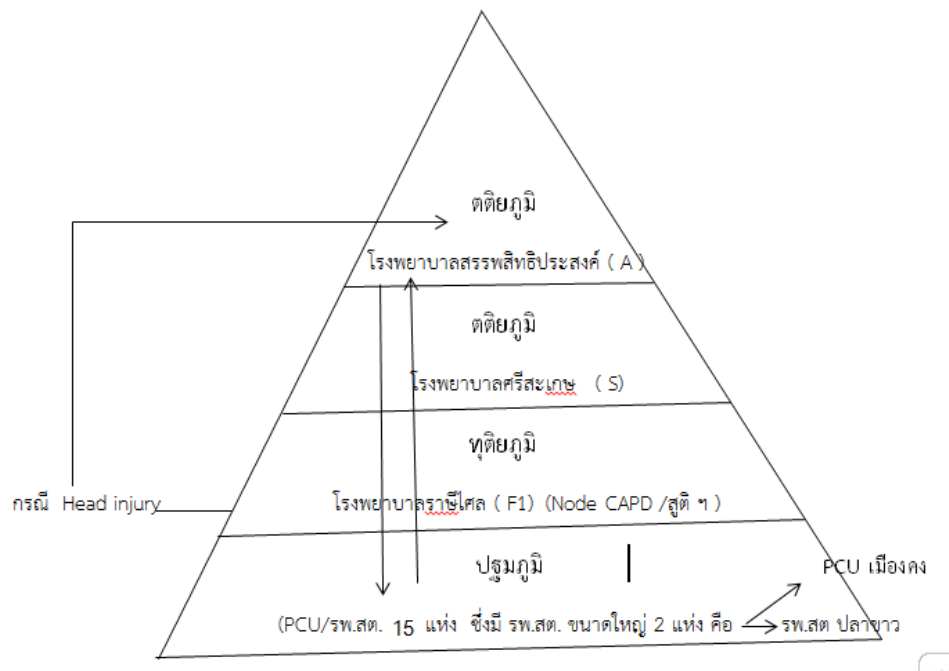 ตติยภูมิ
โรงพยาบาลสรรพสิทธิประสงค์ ( A )
ตติยภูมิ
โรงพยาบาลศรีสะเกษ ( S)
ทุติยภูมิ
กรณี Head injury
โรงพยาบาลราษีไศล ( F1) (Node CAPD /สูติ ฯ )
ปฐมภูมิ
PCU เมืองคง
(PCU/รพ.สต. 15 แห่ง ซึ่งมี รพ.สต. ขนาดใหญ่ 2 แห่ง คือ
รพ.สต ปลาขาว